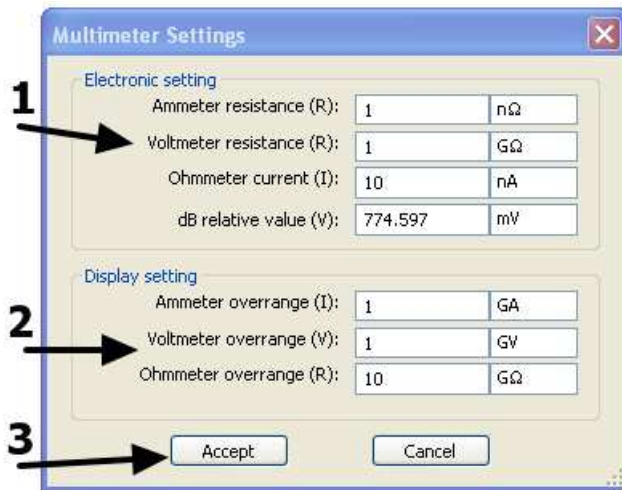 Multimeter Settings
Electronic setting
1
Ammeter resistance (R): 1 nΩ
Voltmeter resistance (R): 1 GΩ
Ohmmeter current (I): 10 nA
dB relative value (V): 774.597 mV
Display setting
Ammeter overrange (I): 1 GA
2
Voltmeter overrange (V): 1 GV
Ohmmeter overrange (R): 10 GΩ
3
Accept Cancel